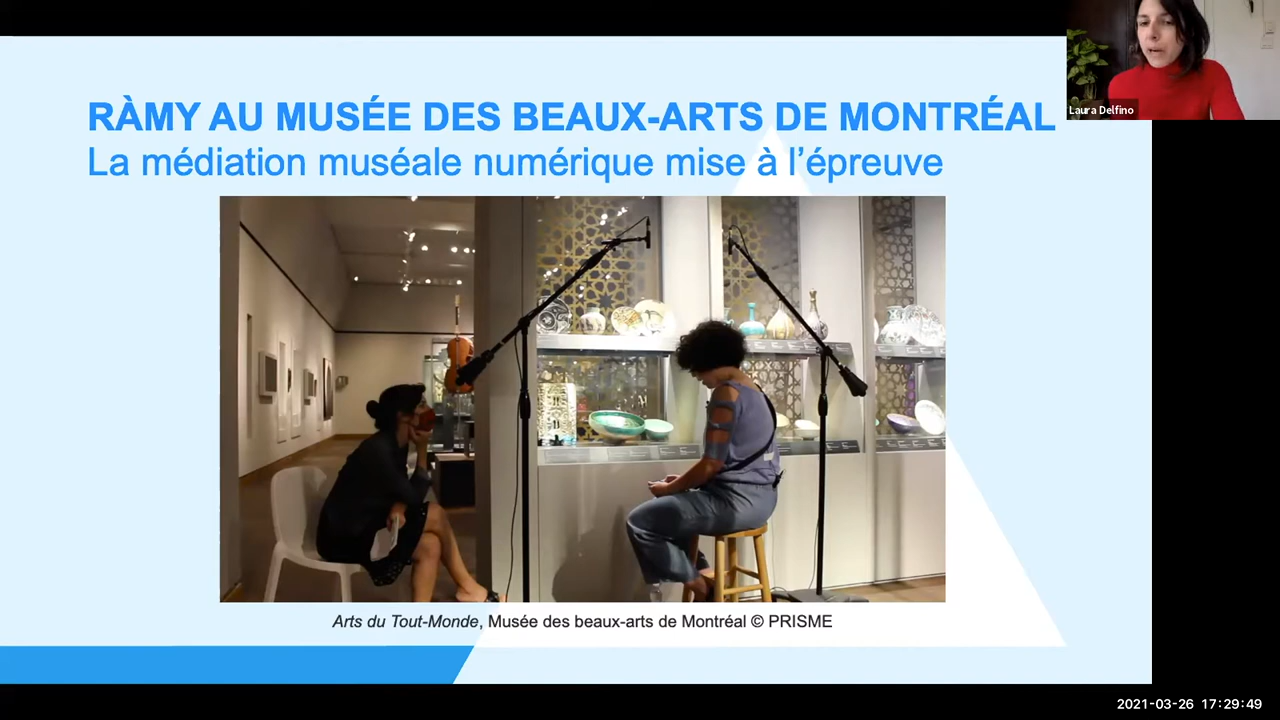 RÀMY AU MUSÉE DES BEAUX-ARTS DE MONTRÉAL
La médiation muséale numérique mise à l'épreuve
Laura Delfino
Arts du Tout-Monde, Musée des beaux-arts de Montréal © PRISME
2021-03-26 17:29:49